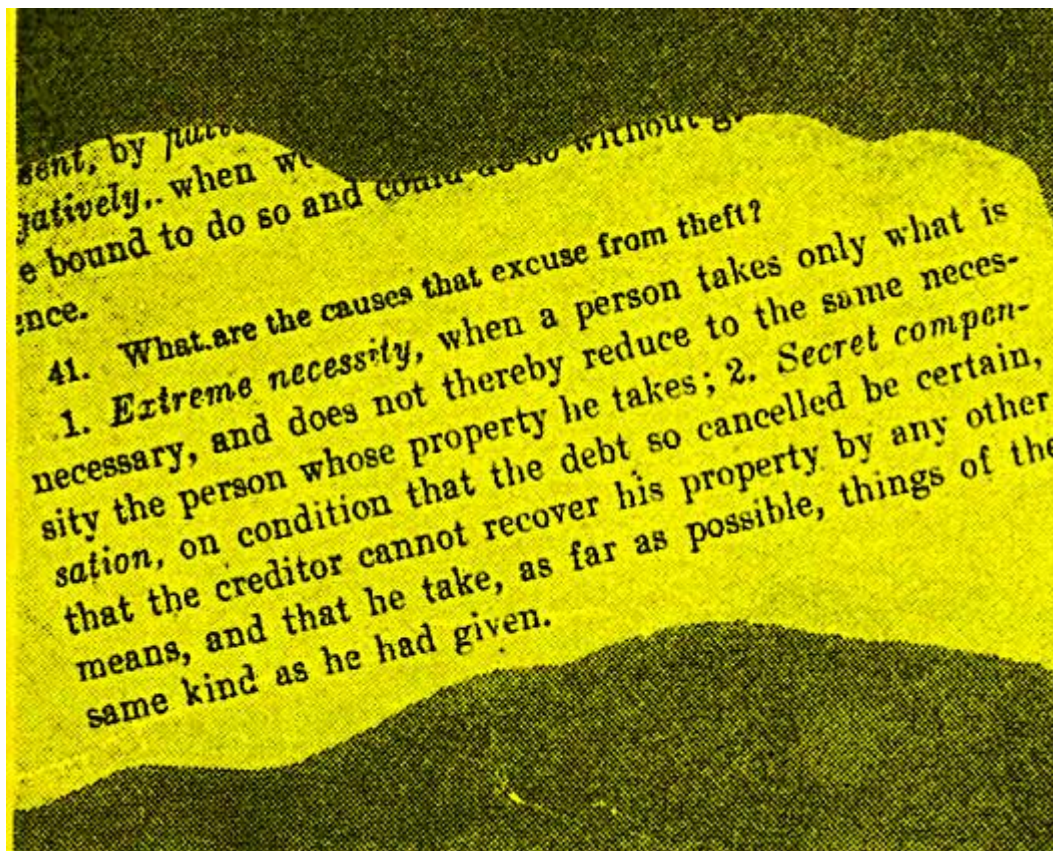 sent, by
gatively,. when we
e bound to do so and could do so without g
ence.
41. What.are the causes that excuse from theft?
1. Extreme necessity, when a person takes only what is
necessary, and does not thereby reduce to the same neces-
sity the person whose property he takes; 2. Secret compen-
sation, on condition that the debt so cancelled be certain,
that the creditor cannot recover his property by any other
means, and that he take, as far as possible, things of the
same kind as he had given.